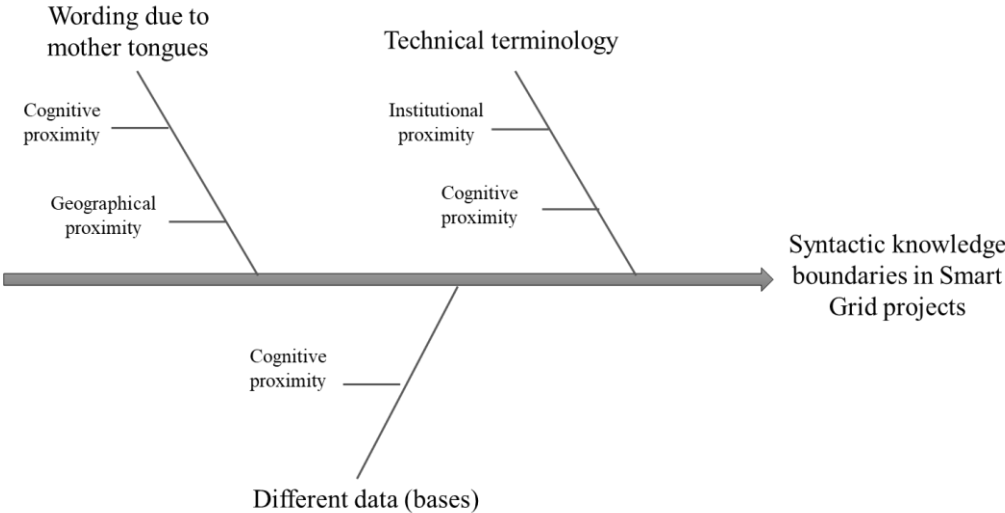 Wording due to
mother tongues
Cognitive
proximity
Geographical
proximity
Technical terminology
Institutional
proximity
Cognitive
proximity
Syntactic knowledge
boundaries in Smart
Grid projects
Cognitive
proximity
Different data (bases)